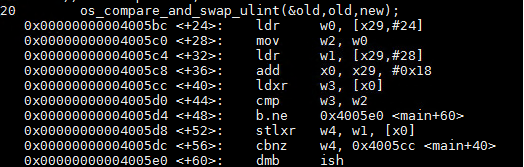 20 os_compare_and_swap_ulint(&old,old,new);
0x00000000004005bc <+24>: ldr w0, [x29,#24]
0x00000000004005c0 <+28>: mov w2, w0
0x00000000004005c4 <+32>: ldr w1, [x29,#28]
0x00000000004005c8 <+36>: add x0, x29, #0x18
0x00000000004005cc <+40>: ldxr w3, [x0]
0x00000000004005d0 <+44>: cmp w3, w2
0x00000000004005d4 <+48>: b.ne 0x4005e0 <main+60>
0x00000000004005d8 <+52>: stlxr w4, w1, [x0]
0x00000000004005dc <+56>: cbnz w4, 0x4005cc <main+40>
0x00000000004005e0 <+60>: dmb ish